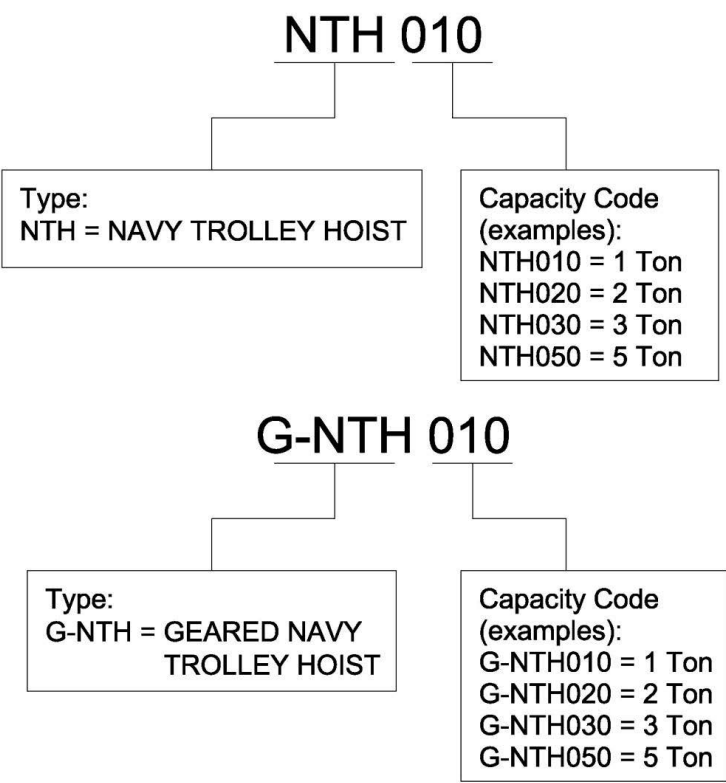 NTH 010
Type:
NTH = NAVY TROLLEY HOIST
Capacity Code
(examples):
NTH010 = 1 Ton
NTH020 = 2 Ton
NTH030 = 3 Ton
NTH050 = 5 Ton
G-NTH 010
Type:
G-NTH = GEARED NAVY
TROLLEY HOIST
Capacity Code
(examples):
G-NTH010 = 1 Ton
G-NTH020 = 2 Ton
G-NTH030 = 3 Ton
G-NTH050 = 5 Ton